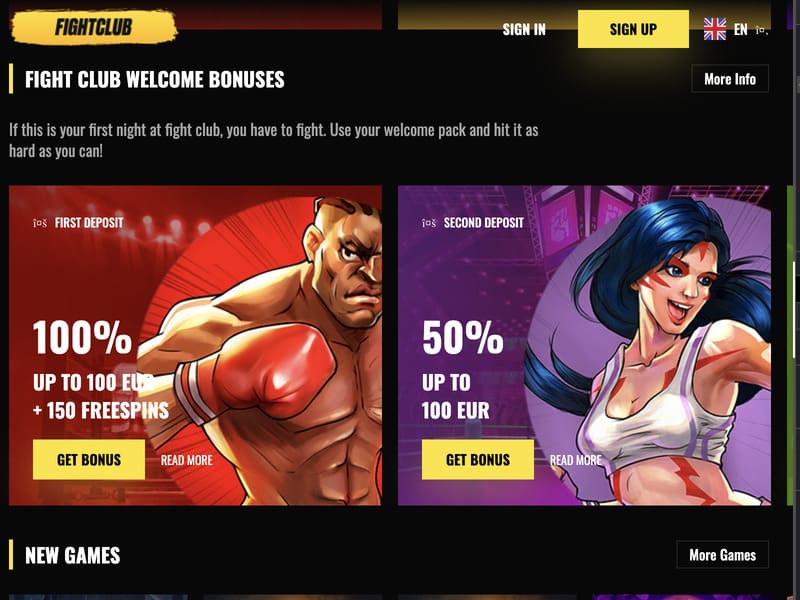 FIGHTCLUB
SIGN IN
SIGN UP
EN
FIGHT CLUB WELCOME BONUSES
More Info
If this is your first night at fight club, you have to fight. Use your welcome pack and hit it as
hard as you can!
FIRST DEPOSIT
100%
UP TO 100 EUR
+ 150 FREESPINS
GET BONUS
READ MORE
SECOND DEPOSIT
50%
UP TO
100 EUR
GET BONUS
READ MORE
NEW GAMES
More Games